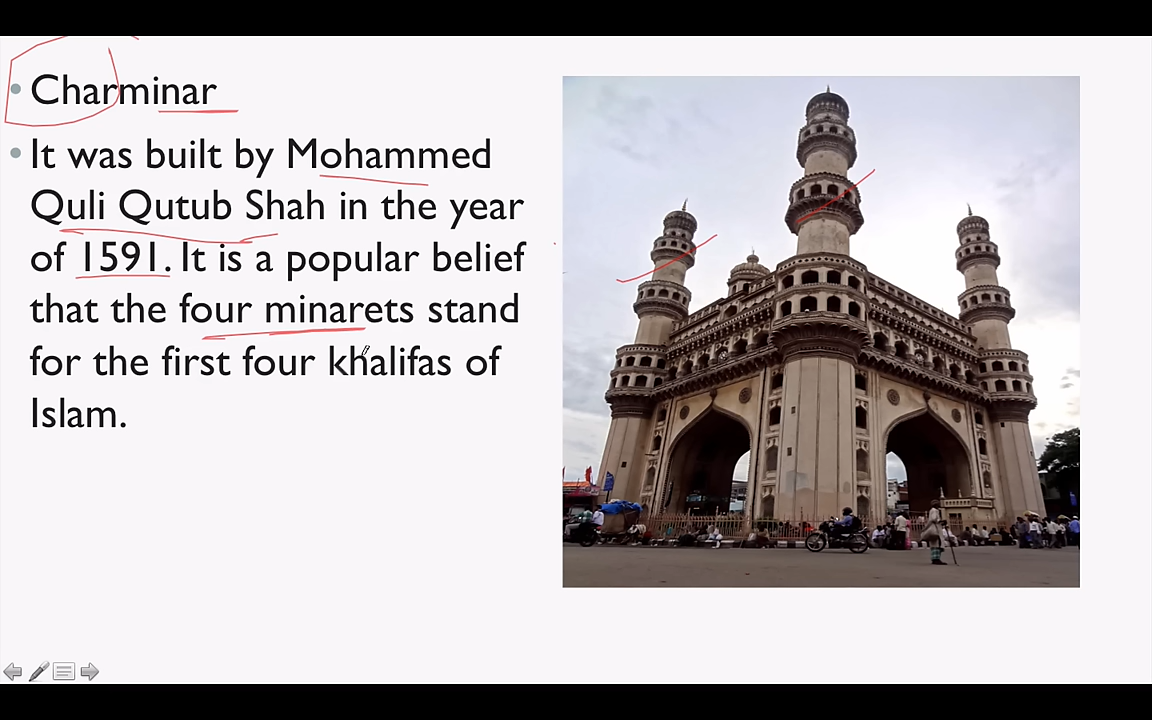 Charminar
It was built by Mohammed
Quli Qutub Shah in the year
of 1591. It is a popular belief
that the four minarets stand
for the first four khalifas of
Islam.